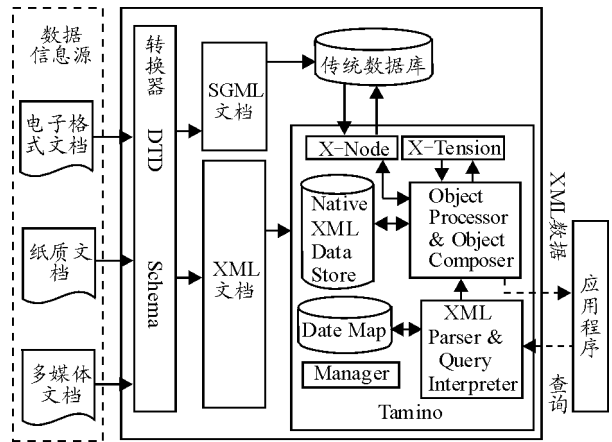 数据
信息源
电子格
式文档
纸质文
档
多媒体
文档
转换器 DTD Schema
SGML
文档
XML
文档
传统数据库
X-Node
X-Tension
Native
XML
Data
Store
Object
Processor
& Object
Composer
Date Map
XML
Parser &
Query
Interpreter
Manager
Tamino
XML数据
查询
应用程序